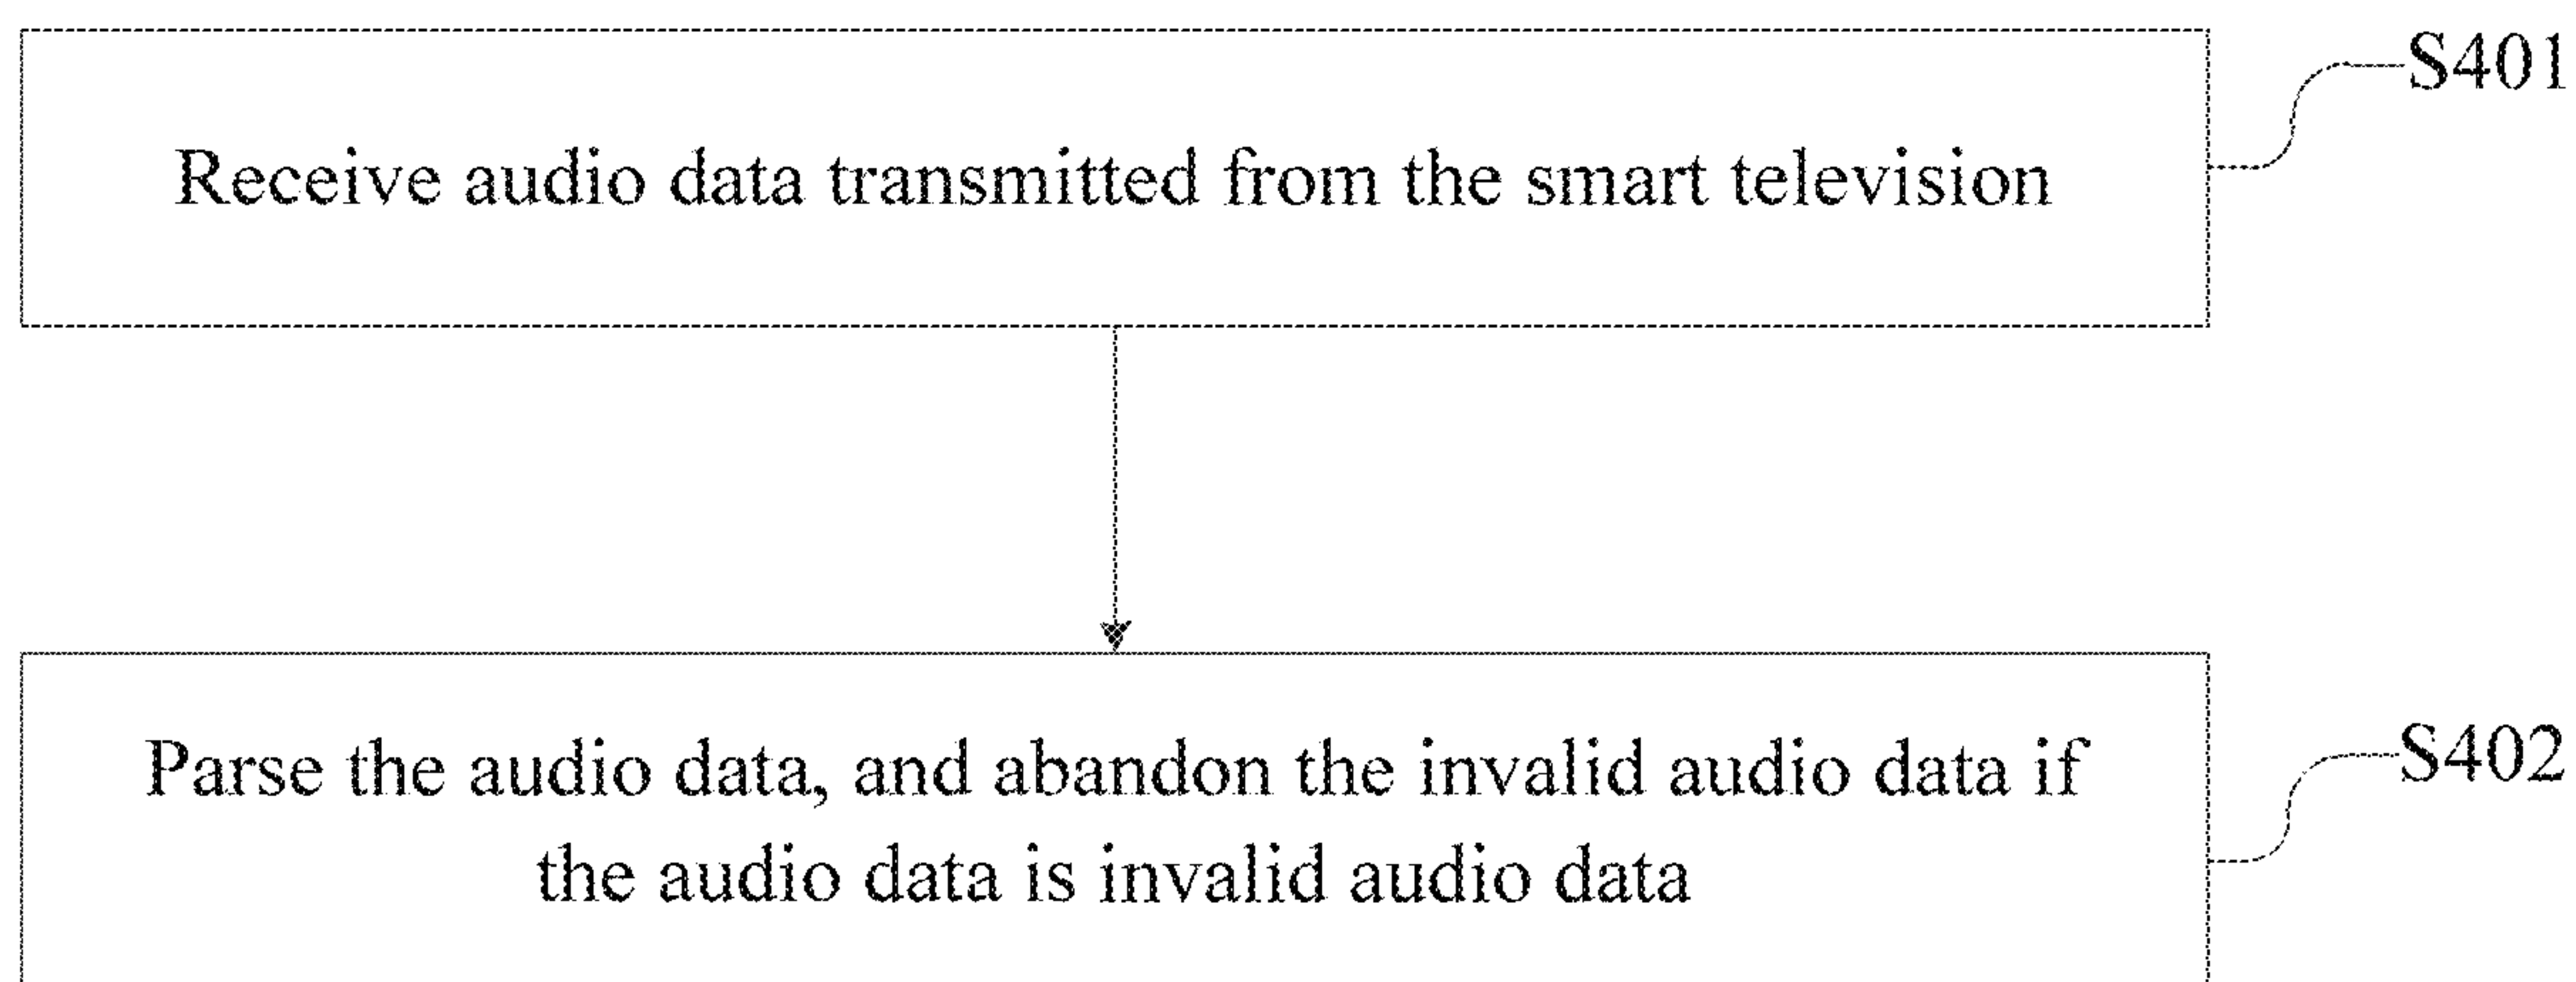 S401
Receive audio data transmitted from the smart television
Parse the audio data, and abandon the invalid audio data if
the audio data is invalid audio data
S402